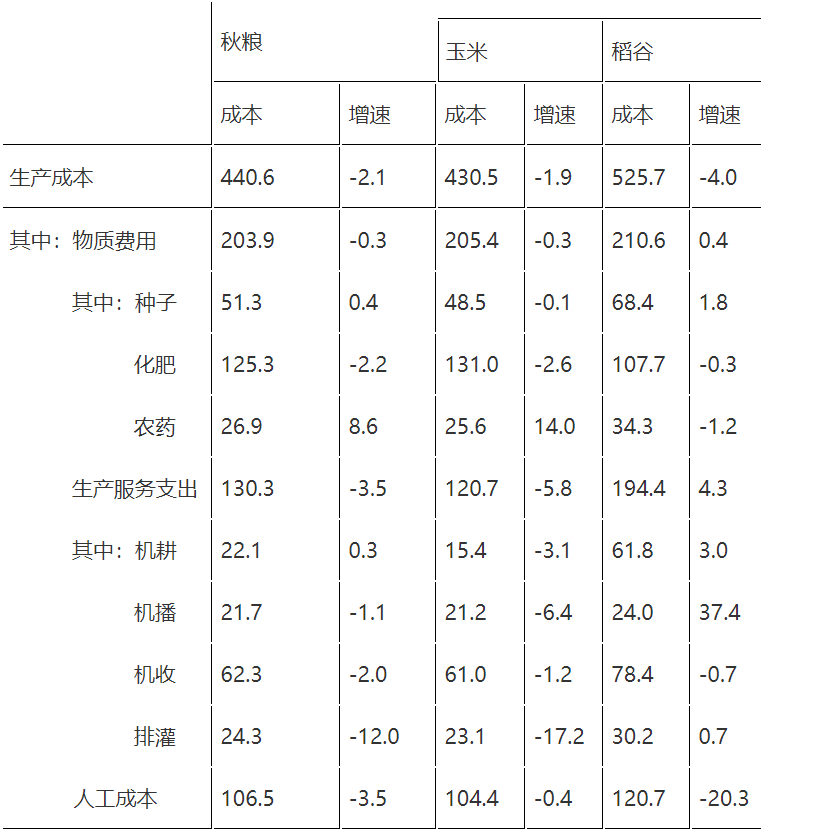 秋粮
玉米 稻谷
成本 增速 成本 增速 成本 增速
生产成本 440.6 -2.1 430.5 -1.9 525.7 -4.0
其中：物质费用 203.9 -0.3 205.4 -0.3 210.6 0.4
其中：种子 51.3 0.4 48.5 -0.1 68.4 1.8
化肥 125.3 -2.2 131.0 -2.6 107.7 -0.3
农药 26.9 8.6 25.6 14.0 34.3 -1.2
生产服务支出 130.3 -3.5 120.7 -5.8 194.4 4.3
其中：机耕 22.1 0.3 15.4 -3.1 61.8 3.0
机播 21.7 -1.1 21.2 -6.4 24.0 37.4
机收 62.3 -2.0 61.0 -1.2 78.4 -0.7
排灌 24.3 -12.0 23.1 -17.2 30.2 0.7
人工成本 106.5 -3.5 104.4 -0.4 120.7 -20.3